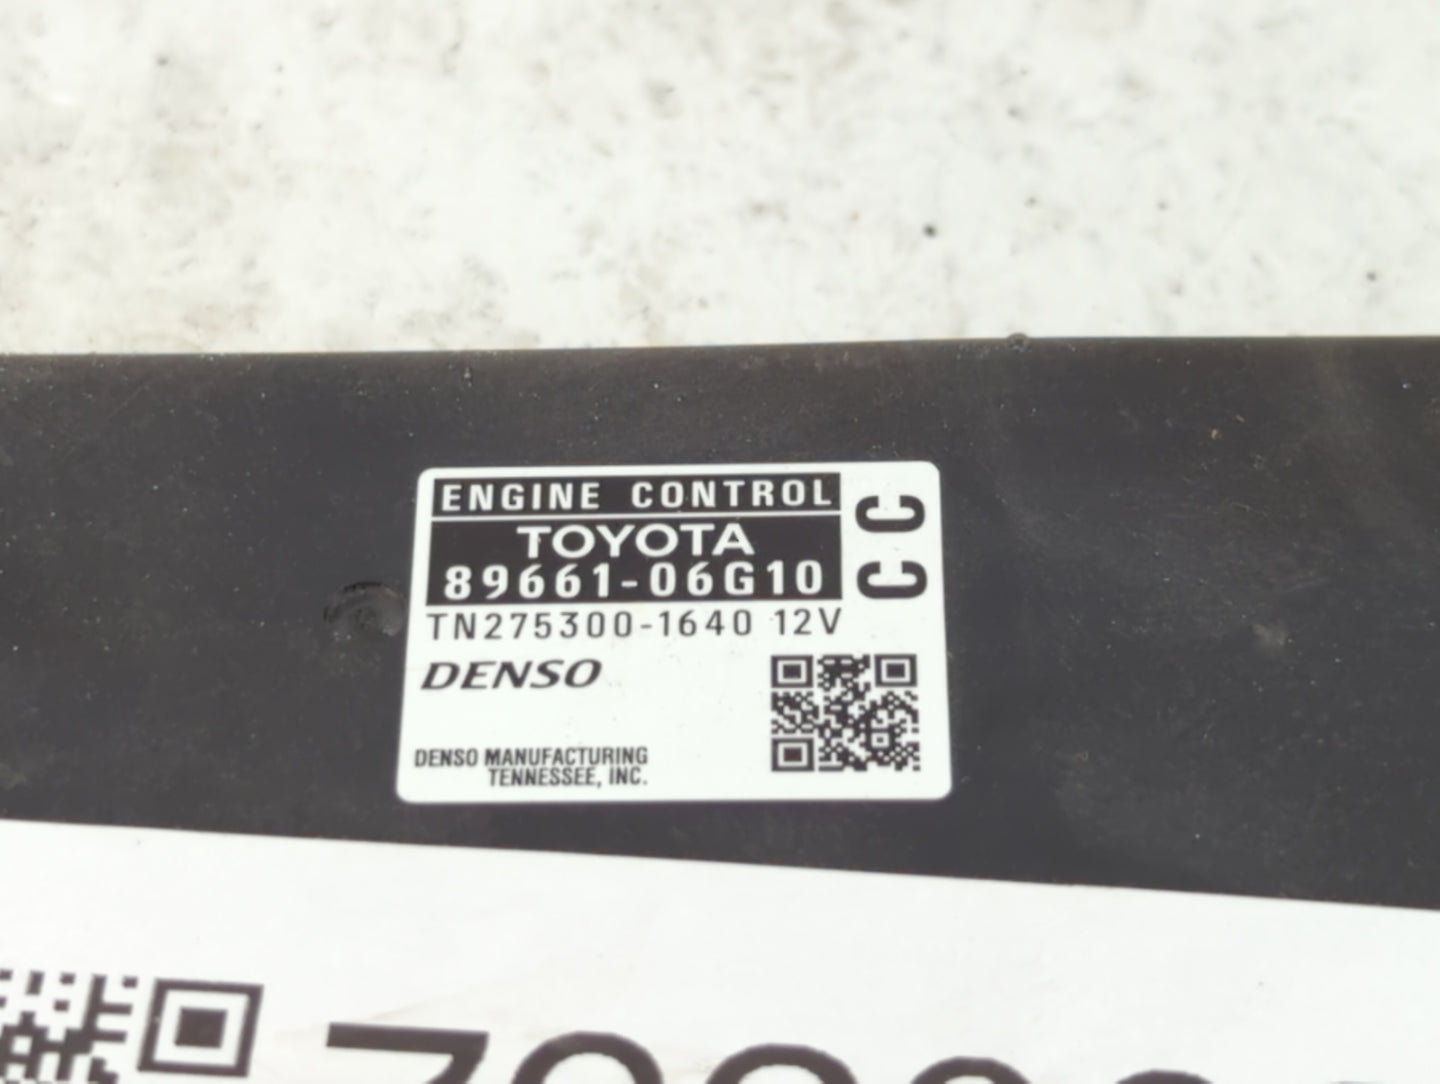 ENGINE CONTROL
TOYOTA
89661-06G10
TN275300-1640 12V
CC
DENSO
DENSO MANUFACTURING
TENNESSEE, INC.